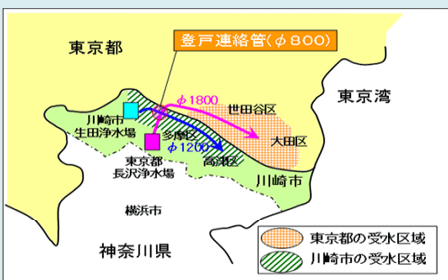 登戸連絡管(φ800)
東京都
東京湾
φ1800
世田谷区
川崎市
生田浄水場
多摩区
大田区
φ1200
高津区
東京都
長沢浄水場
川崎市
横浜市
神奈川県
東京都の受水区域
川崎市の受水区域